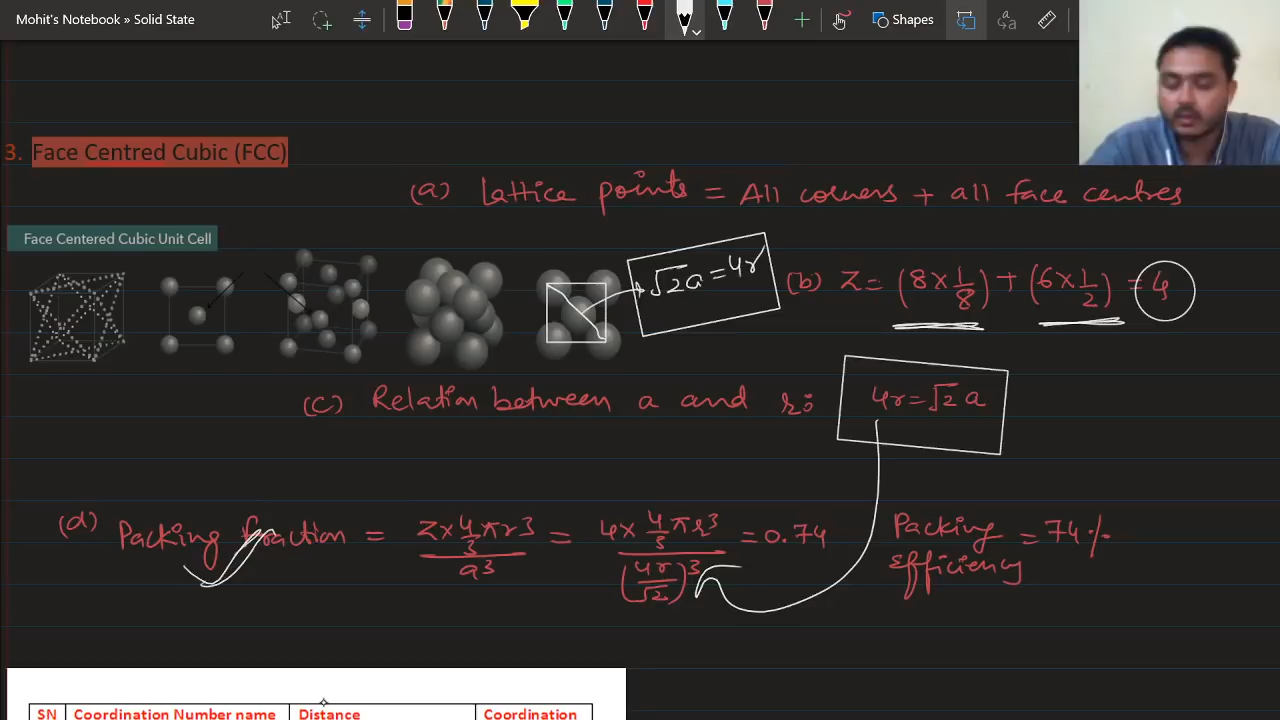 Mohit's Notebook » Solid State
Shapes
3. Face Centred Cubic (FCC)
(a) Lattice points = All corners + all face centres
Face Centered Cubic Unit Cell
√2a = 4r
(b) Z = (8 × 1/8) + (6 × 1/2) = 4
(c) Relation between a and r: 4r = √2 a
(d) Packing fraction = Z × 4/3 πr3 / a3 = 4 × 4/3 πr3 / (4r/√2)3 = 0.74 Packing efficiency = 74%
SN Coordination Number name Distance Coordination